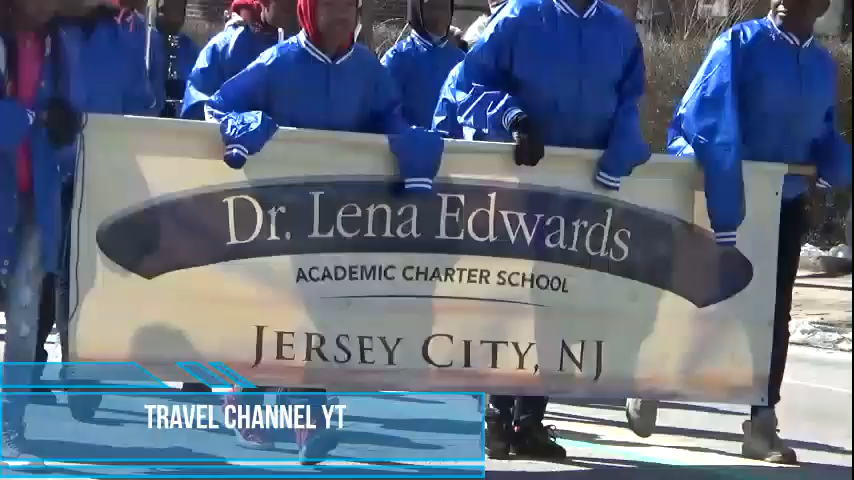 Dr. Lena Edwards
ACADEMIC CHARTER SCHOOL
JERSEY CITY, NJ
TRAVEL CHANNEL YT